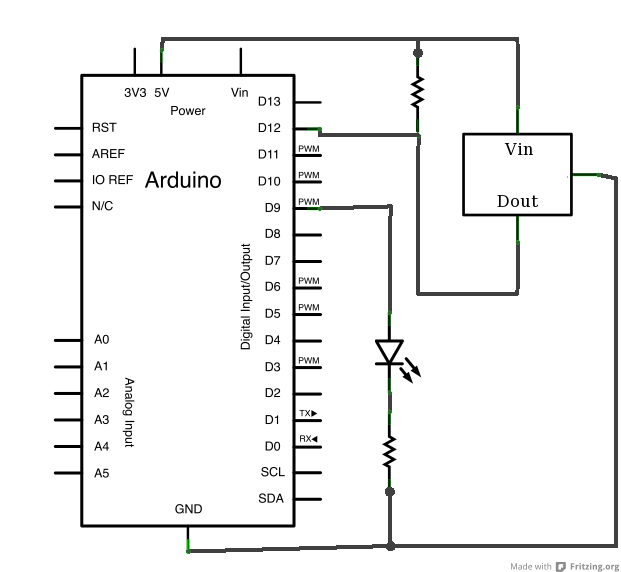 3V3 5V Vin
Power
D13
RST D12
AREF D11 PWM
IO REF Arduino D10 PWM
N/C D9 PWM
D8
D7
D6 PWM
D5 PWM
A0 D4
A1 D3 PWM
A2 D2
A3 D1 TX▶
A4 D0 RX◀
A5 SCL
SDA
Digital Input/Output
Analog Input
GND
Vin
Dout
Made with Fritzing.org